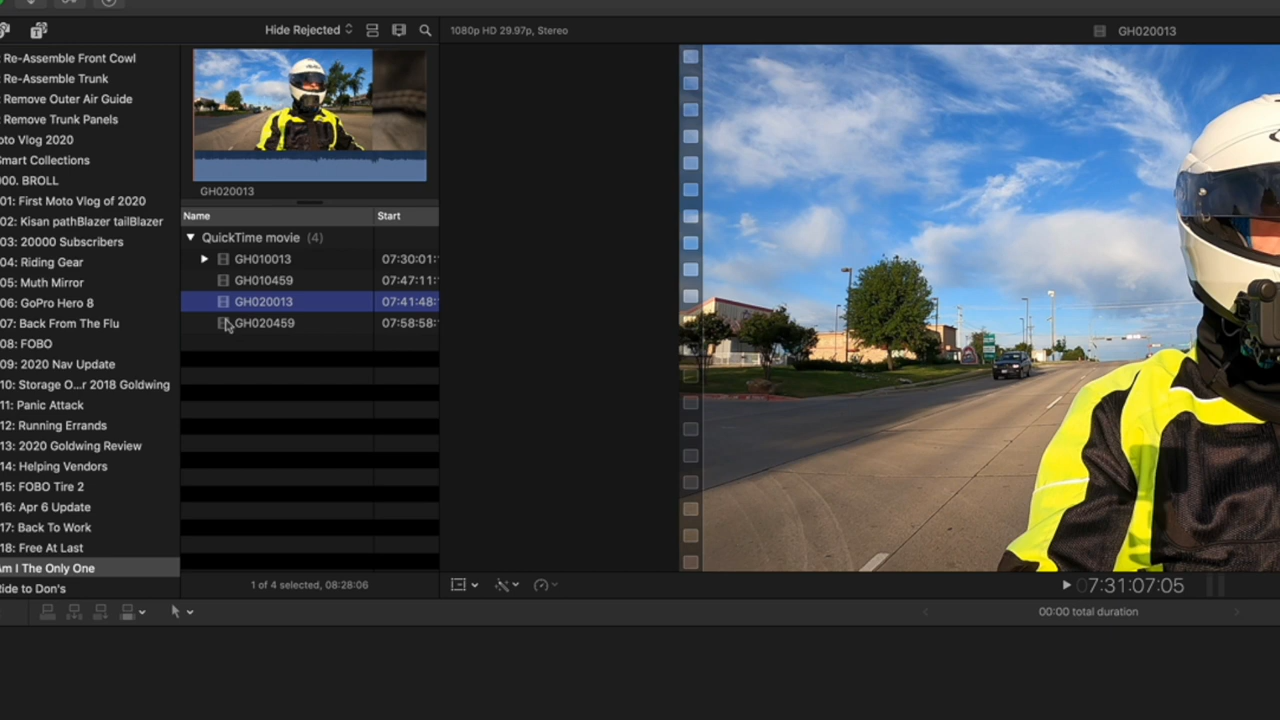 Hide Rejected
1080p HD 29.97p, Stereo
GH020013
Re-Assemble Front Cowl
Re-Assemble Trunk
Remove Outer Air Guide
Remove Trunk Panels
oto Vlog 2020
Smart Collections
00. BROLL
01: First Moto Vlog of 2020
02: Kisan pathBlazer tailBlazer
03: 20000 Subscribers
04: Riding Gear
05: Muth Mirror
06: GoPro Hero 8
07: Back From The Flu
08: FOBO
09: 2020 Nav Update
10: Storage O...r 2018 Goldwing
11: Panic Attack
12: Running Errands
13: 2020 Goldwing Review
14: Helping Vendors
15: FOBO Tire 2
16: Apr 6 Update
17: Back To Work
18: Free At Last
Am I The Only One
Ride to Don's
GH020013
Name Start
QuickTime movie (4)
GH010013 07:30:01:
GH010459 07:47:11:
GH020013 07:41:48:
GH020459 07:58:58:
1 of 4 selected, 08:28:06
07:31:07:05
00:00 total duration